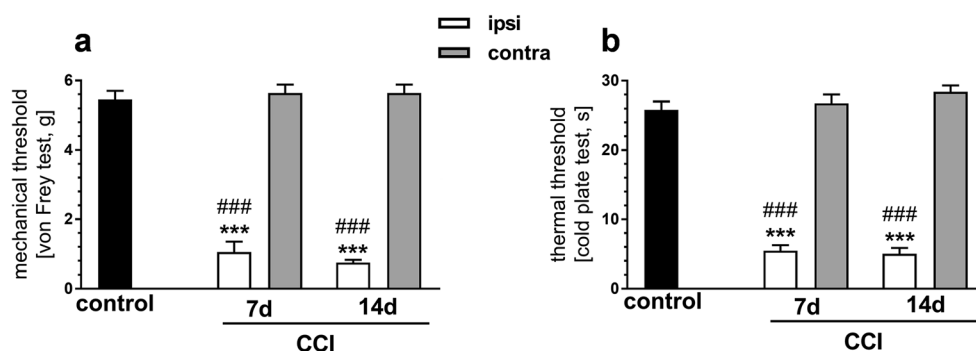 ipsi
contra
a
mechanical threshold
[von Frey test, g]
6
4
2
0
###
***
###
***
control
7d
14d
CCI
b
thermal threshold
[cold plate test, s]
30
20
10
0
###
***
###
***
control
7d
14d
CCI